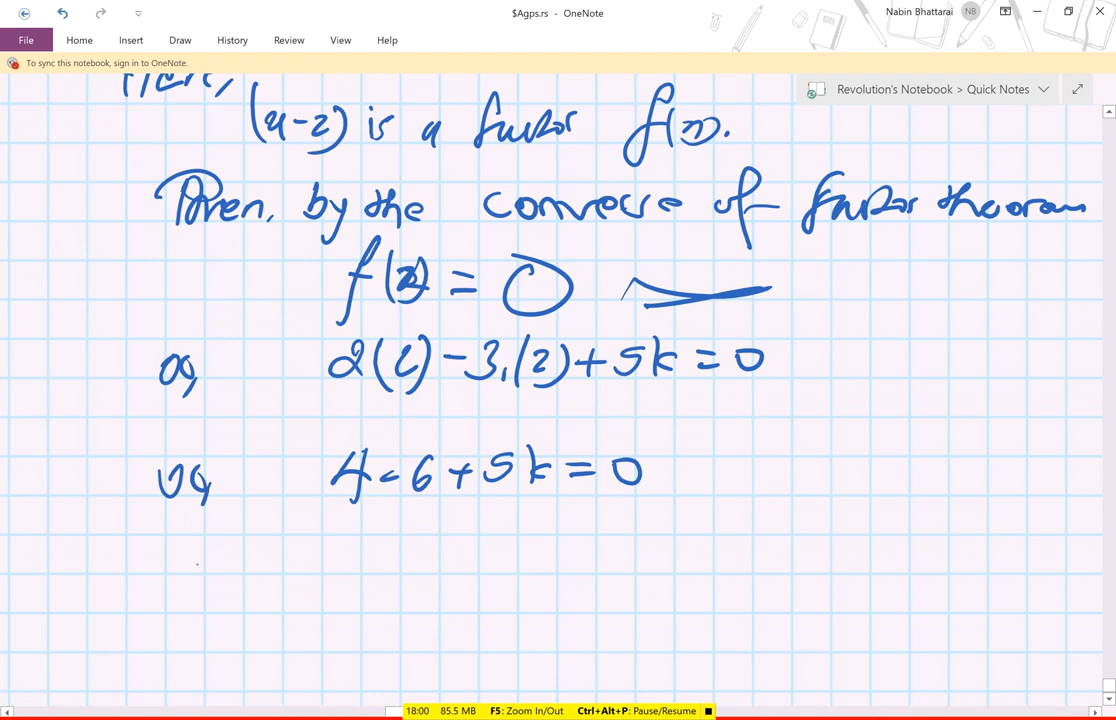 $Agps.rs - OneNote
Nabin Bhattarai NB
File Home Insert Draw History Review View Help
To sync this notebook, sign in to OneNote.
Revolution's Notebook > Quick Notes
Here,
(x-2) is a factor f(x).
Then, by the converse of factor theorem
f(2) = 0
or, 2(2) - 3.(2) + 5k = 0
or, 4 - 6 + 5k = 0
18:00 85.5 MB F5: Zoom In/Out Ctrl+Alt+P: Pause/Resume